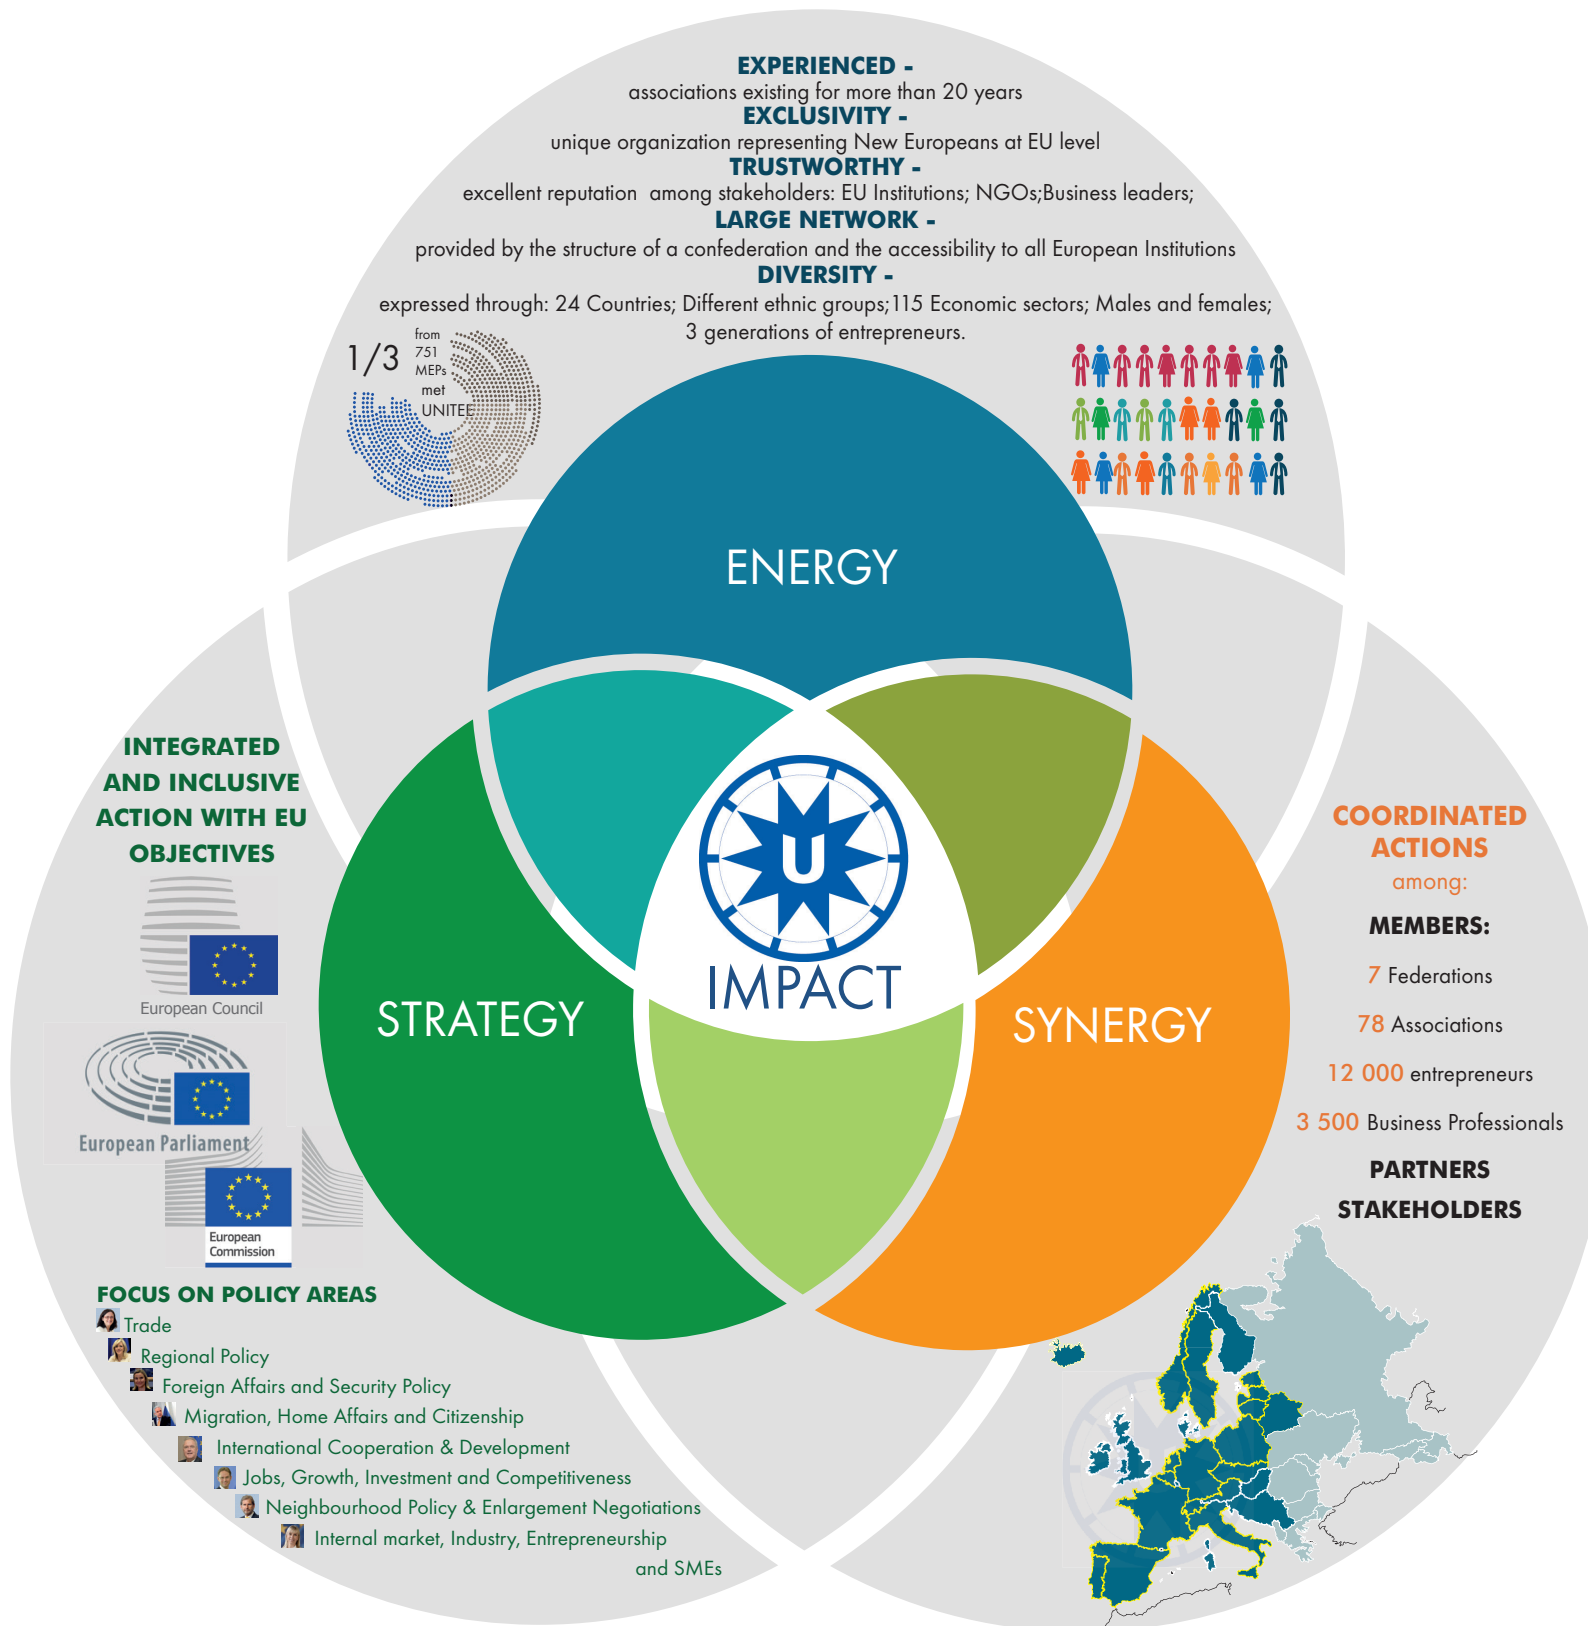 EXPERIENCED -
associations existing for more than 20 years
EXCLUSIVITY -
unique organization representing New Europeans at EU level
TRUSTWORTHY -
excellent reputation among stakeholders: EU Institutions; NGOs;Business leaders;
LARGE NETWORK -
provided by the structure of a confederation and the accessibility to all European Institutions
DIVERSITY -
expressed through: 24 Countries; Different ethnic groups;115 Economic sectors; Males and females;
3 generations of entrepreneurs.
1/3
from
751
MEPs
met
UNITEE
ENERGY
INTEGRATED
AND INCLUSIVE
ACTION WITH EU
OBJECTIVES
European Council
European Parliament
European
Commission
FOCUS ON POLICY AREAS
Trade
Regional Policy
Foreign Affairs and Security Policy
Migration, Home Affairs and Citizenship
International Cooperation & Development
Jobs, Growth, Investment and Competitiveness
Neighbourhood Policy & Enlargement Negotiations
Internal market, Industry, Entrepreneurship
and SMEs
STRATEGY
U
IMPACT
SYNERGY
COORDINATED
ACTIONS
among:
MEMBERS:
7 Federations
78 Associations
12 000 entrepreneurs
3 500 Business Professionals
PARTNERS
STAKEHOLDERS